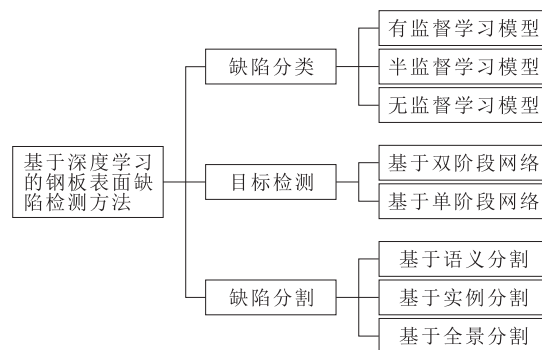 基于深度学习
的钢板表面缺
陷检测方法
缺陷分类
有监督学习模型
半监督学习模型
无监督学习模型
目标检测
基于双阶段网络
基于单阶段网络
缺陷分割
基于语义分割
基于实例分割
基于全景分割